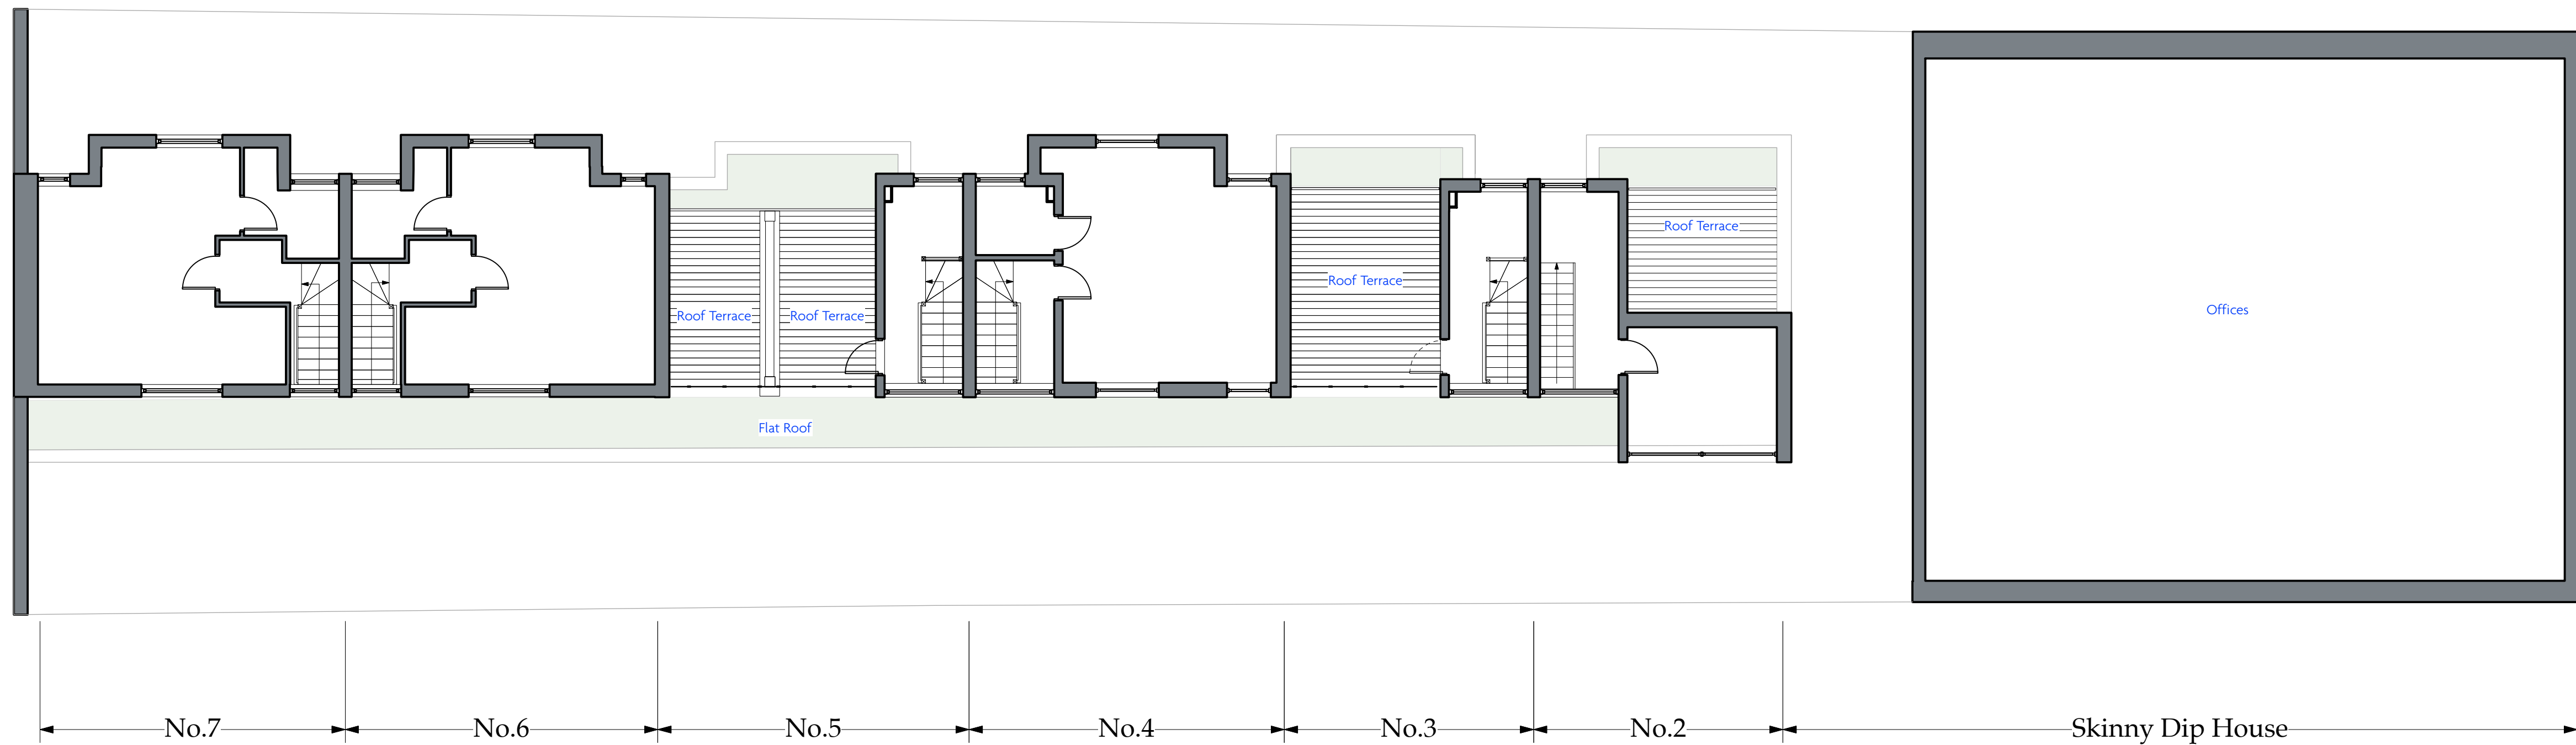 Roof Terrace
Roof Terrace
Offices
Roof Terrace
Roof Terrace
Flat Roof
No.7
No.6
No.5
No.4
No.3
No.2
Skinny Dip House